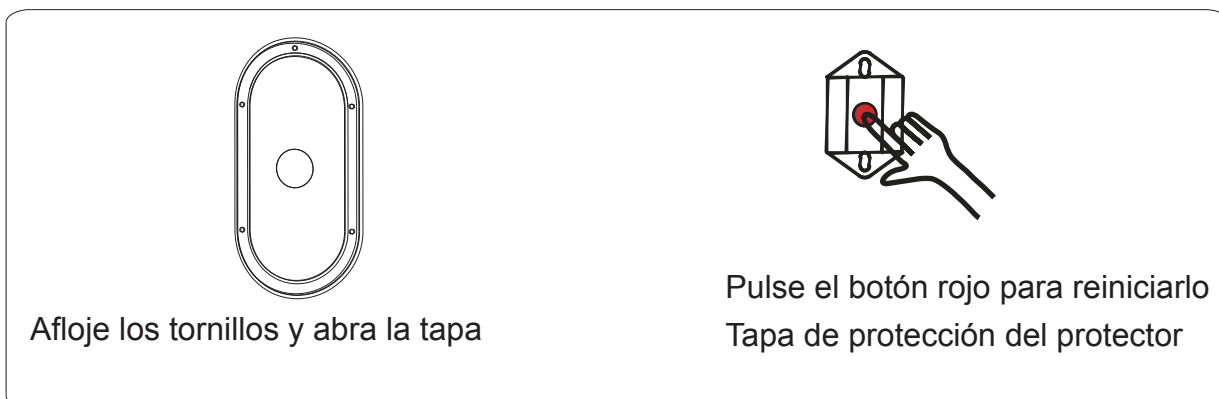 Afloje los tornillos y abra la tapa
Pulse el botón rojo para reiniciarlo
Tapa de protección del protector